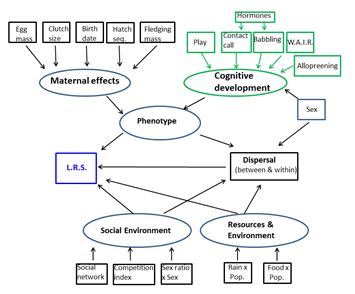 Hormones
Egg mass
Clutch size
Birth date
Hatch seq.
Fledging mass
Play
Contact call
Babbling
W.A.I.R.
Allopreening
Maternal effects
Cognitive development
Sex
Phenotype
L.R.S.
Dispersal
(between & within)
Social Environment
Resources & Environment
Social network
Competition index
Sex ratio x Sex
Rain x Pop.
Food x Pop.